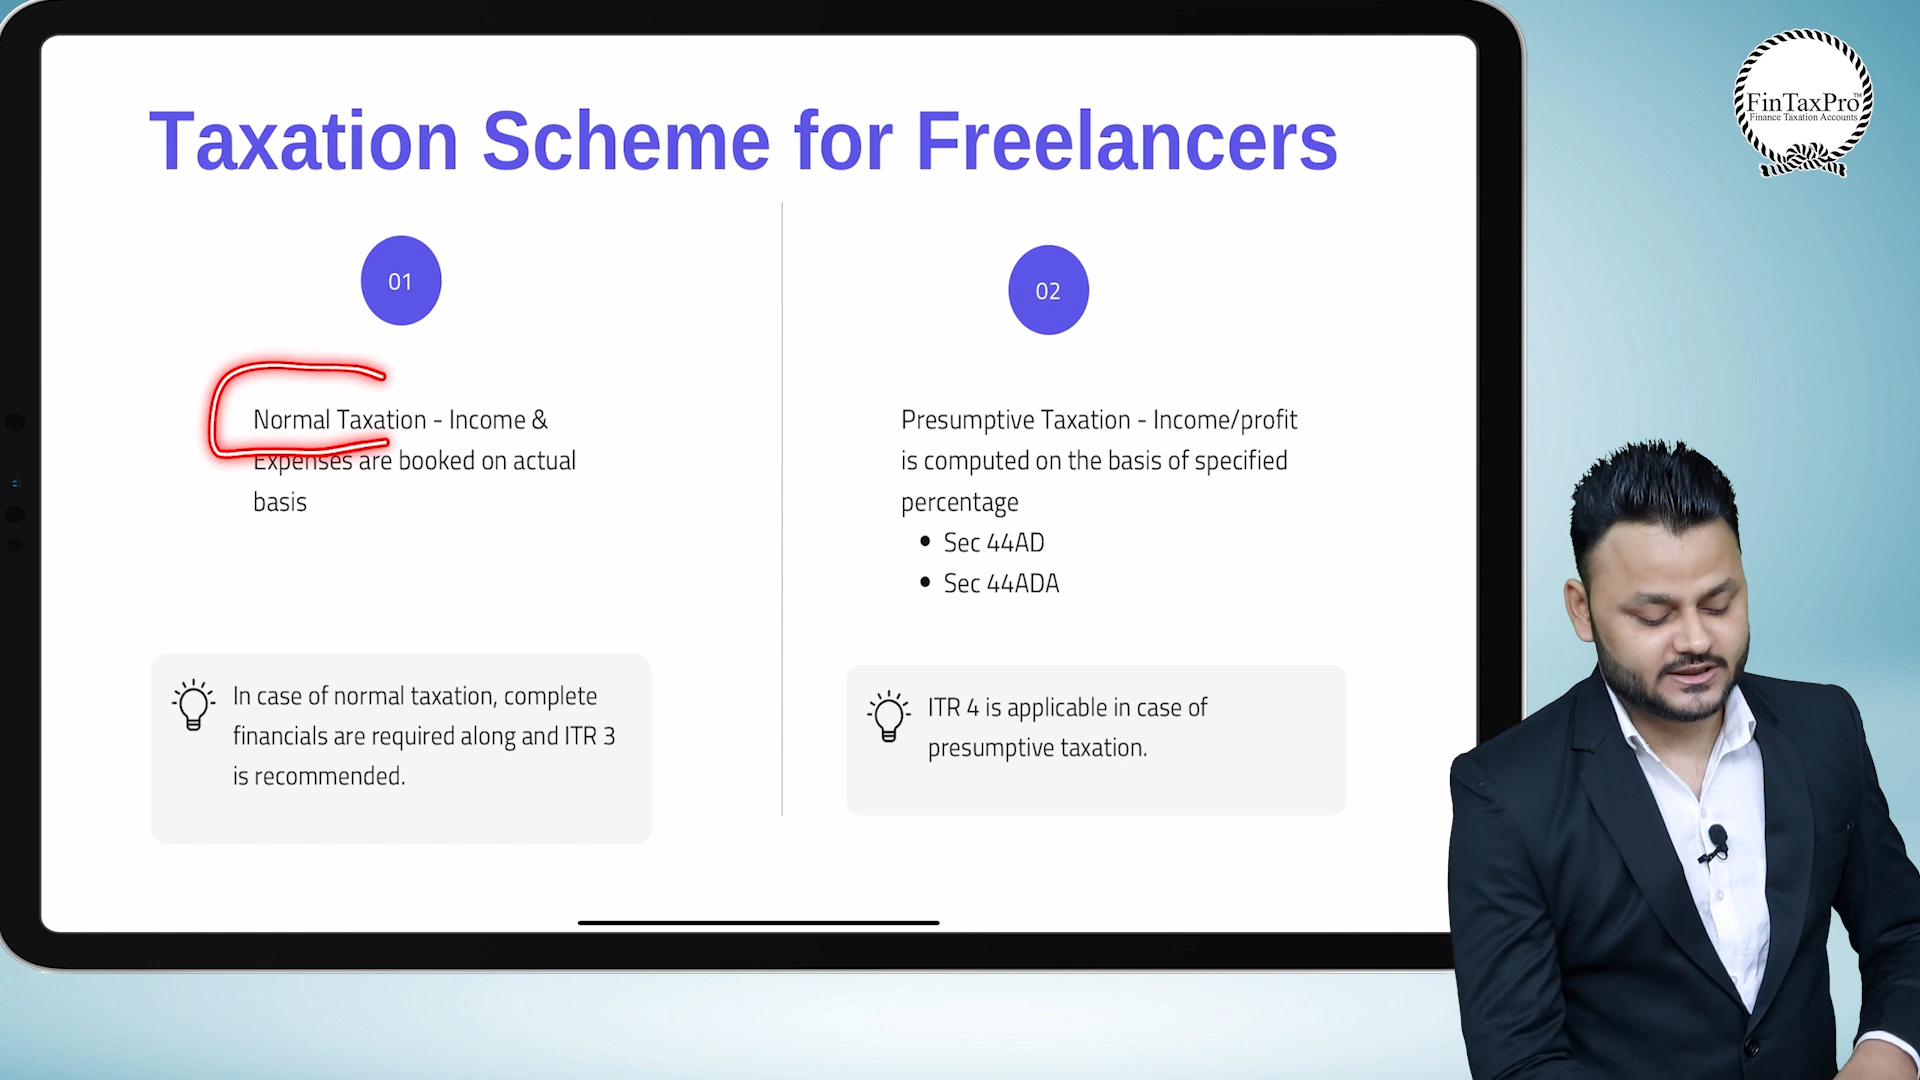 Taxation Scheme for Freelancers
01
Normal Taxation - Income &
Expenses are booked on actual
basis
In case of normal taxation, complete
financials are required along and ITR 3
is recommended.
02
Presumptive Taxation - Income/profit
is computed on the basis of specified
percentage
• Sec 44AD
• Sec 44ADA
ITR 4 is applicable in case of
presumptive taxation.
FinTaxPro™
Finance Taxation Accounts